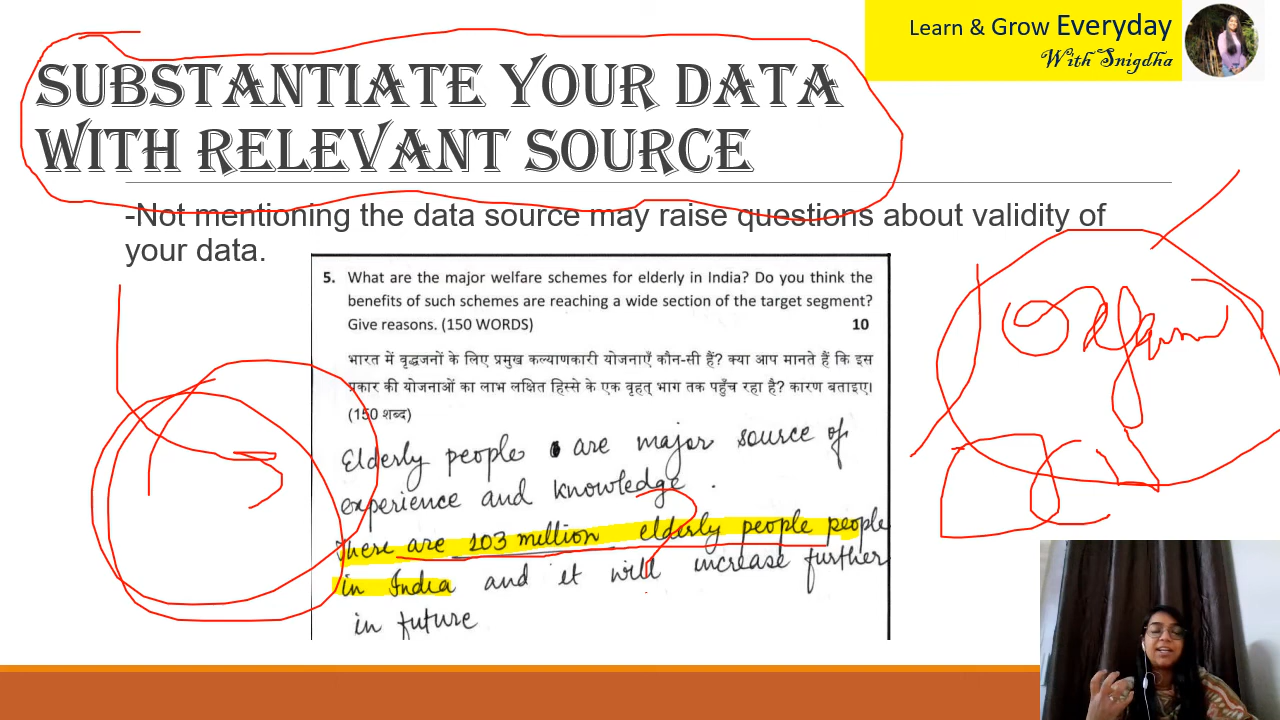 Learn & Grow Everyday
With Snigdha
SUBSTANTIATE YOUR DATA
WITH RELEVANT SOURCE
-Not mentioning the data source may raise questions about validity of
your data.
5. What are the major welfare schemes for elderly in India? Do you think the
benefits of such schemes are reaching a wide section of the target segment?
Give reasons. (150 WORDS) 10
भारत में वृद्धजनों के लिए प्रमुख कल्याणकारी योजनाएँ कौन-सी हैं? क्या आप मानते हैं कि इस
प्रकार की योजनाओं का लाभ लक्षित हिस्से के एक वृहत् भाग तक पहुँच रहा है? कारण बताइए।
(150 शब्द)
Elderly people are major source of
experience and knowledge.
There are 103 million elderly people people
in India and it will increase further
in future